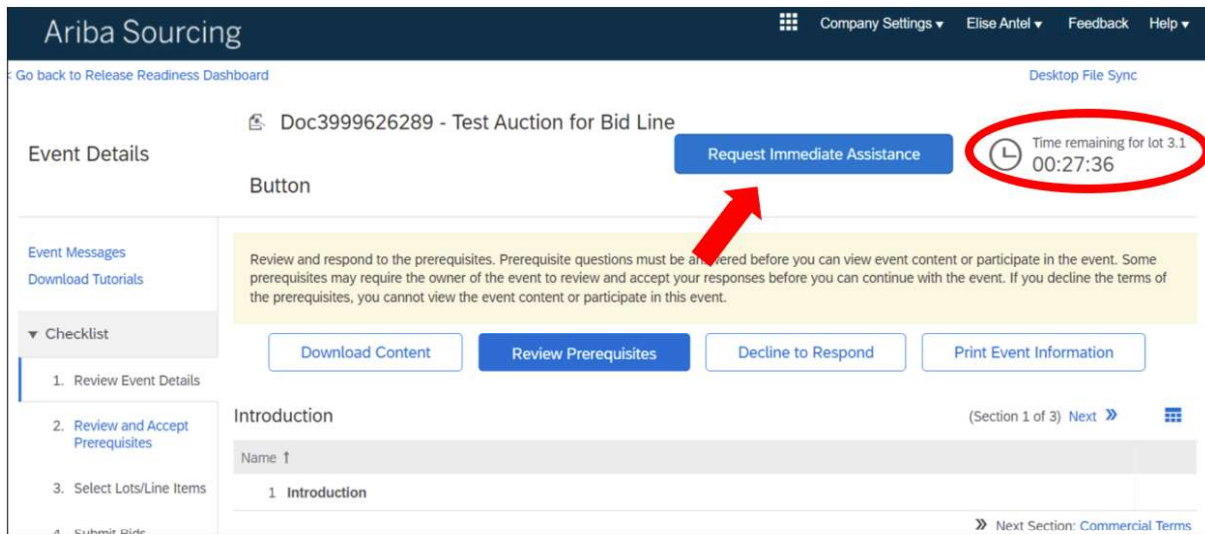 Ariba Sourcing
Company Settings ▾
Elise Antel ▾
Feedback
Help ▾
Go back to Release Readiness Dashboard
Desktop File Sync
Event Details
Doc3999626289 - Test Auction for Bid Line
Button
Request Immediate Assistance
Time remaining for lot 3.1
00:27:36
Event Messages
Download Tutorials
▾ Checklist
1. Review Event Details
2. Review and Accept
Prerequisites
3. Select Lots/Line Items
4. Submit Bids
Review and respond to the prerequisites. Prerequisite questions must be answered before you can view event content or participate in the event. Some
prerequisites may require the owner of the event to review and accept your responses before you can continue with the event. If you decline the terms of
the prerequisites, you cannot view the event content or participate in this event.
Download Content
Review Prerequisites
Decline to Respond
Print Event Information
Introduction
(Section 1 of 3) Next »
Name ↑
1 Introduction
» Next Section: Commercial Terms